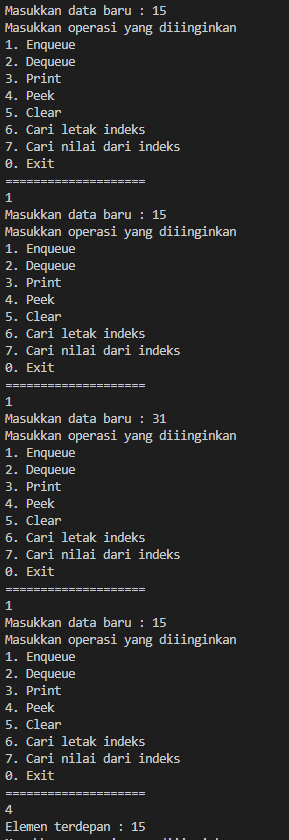 Masukkan data baru : 15
Masukkan operasi yang diiinginkan
1. Enqueue
2. Dequeue
3. Print
4. Peek
5. Clear
6. Cari letak indeks
7. Cari nilai dari indeks
0. Exit
====================
1
Masukkan data baru : 15
Masukkan operasi yang diiinginkan
1. Enqueue
2. Dequeue
3. Print
4. Peek
5. Clear
6. Cari letak indeks
7. Cari nilai dari indeks
0. Exit
====================
1
Masukkan data baru : 31
Masukkan operasi yang diiinginkan
1. Enqueue
2. Dequeue
3. Print
4. Peek
5. Clear
6. Cari letak indeks
7. Cari nilai dari indeks
0. Exit
====================
1
Masukkan data baru : 15
Masukkan operasi yang diiinginkan
1. Enqueue
2. Dequeue
3. Print
4. Peek
5. Clear
6. Cari letak indeks
7. Cari nilai dari indeks
0. Exit
====================
4
Elemen terdepan : 15